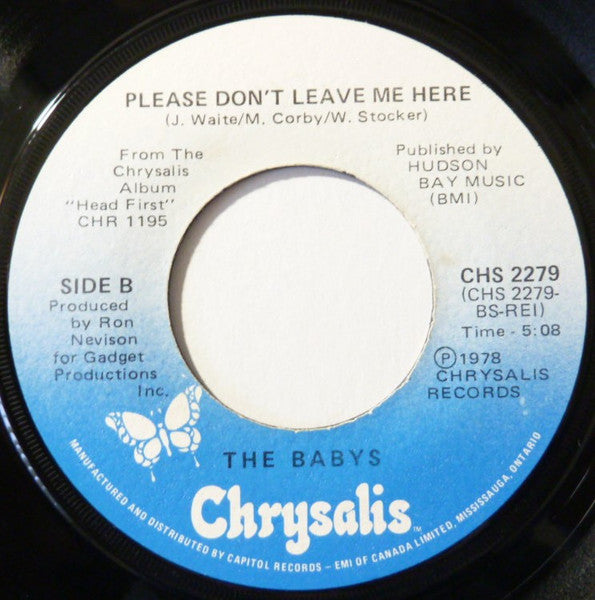 PLEASE DON'T LEAVE ME HERE
(J. Waite/M. Corby/W. Stocker)
From The
Chrysalis
Album
"Head First"
CHR 1195
Published by
HUDSON
BAY MUSIC
(BMI)
SIDE B
Produced
by Ron
Nevison
for Gadget
Productions
Inc.
CHS 2279
(CHS 2279-
BS-REI)
Time - 5:08
Ⓟ1978
CHRYSALIS
RECORDS
THE BABYS
Chrysalis™
MANUFACTURED AND DISTRIBUTED BY CAPITOL RECORDS - EMI OF CANADA LIMITED, MISSISSAUGA, ONTARIO